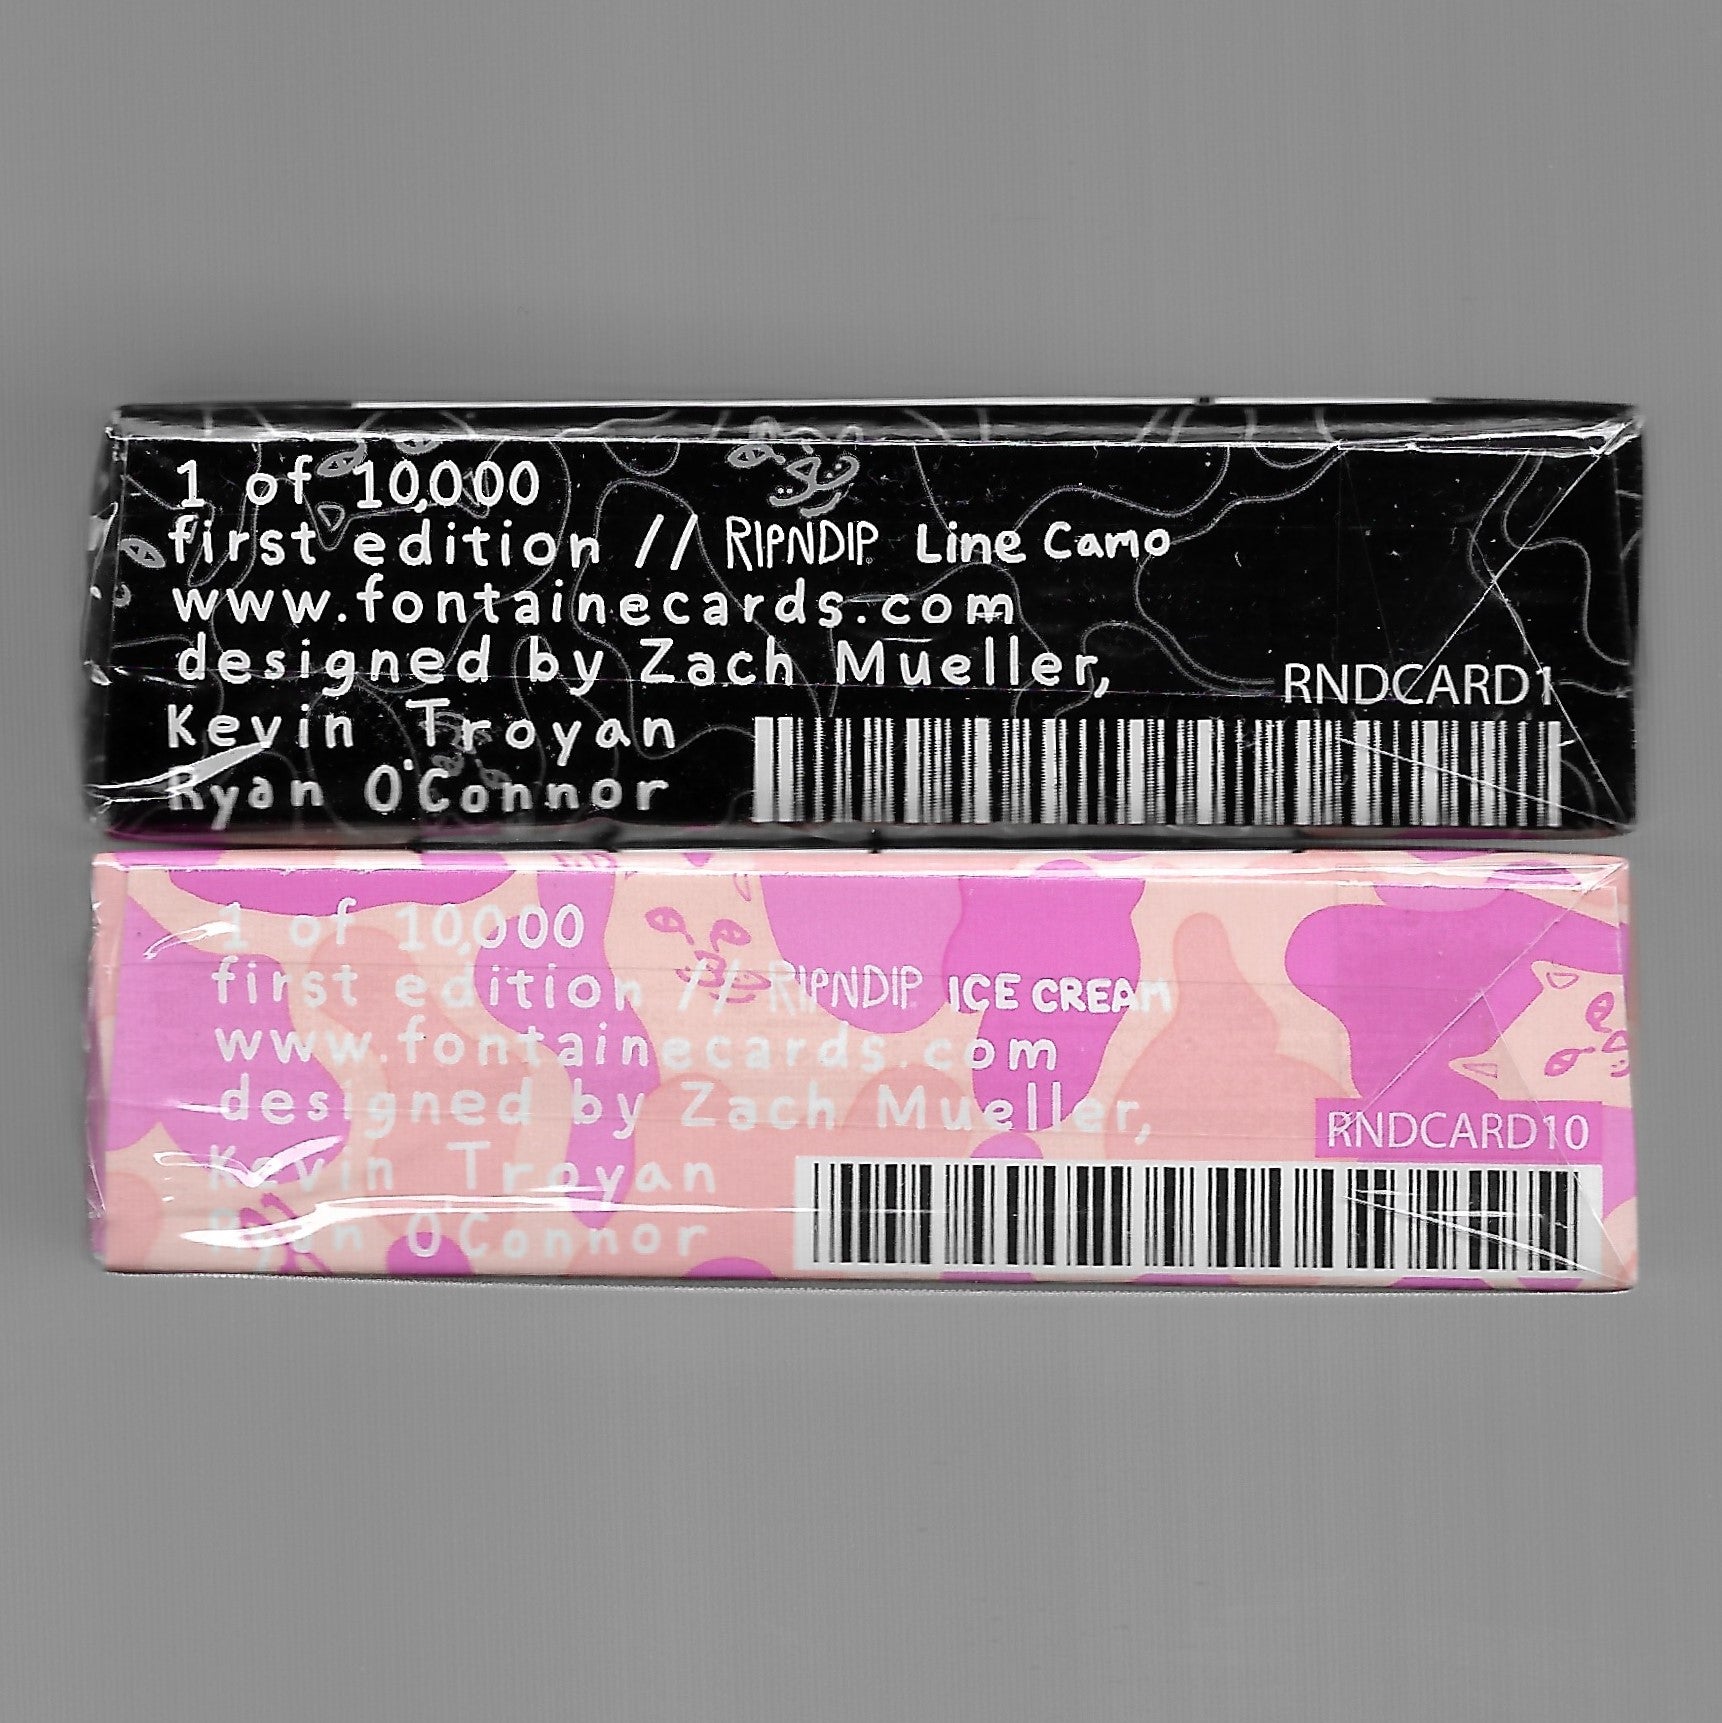 1 of 10,000
first edition // RIPNDIP Line Camo
www.fontainecards.com
designed by Zach Mueller,
RNDCARD1
Kevin Troyan
Ryan O'Connor
1 of 10,000
first edition // RIPNDIP ICE CREAM
www.fontainecards.com
designed by Zach Mueller,
RNDCARD10
Kevin Troyan
Ryan O'Connor